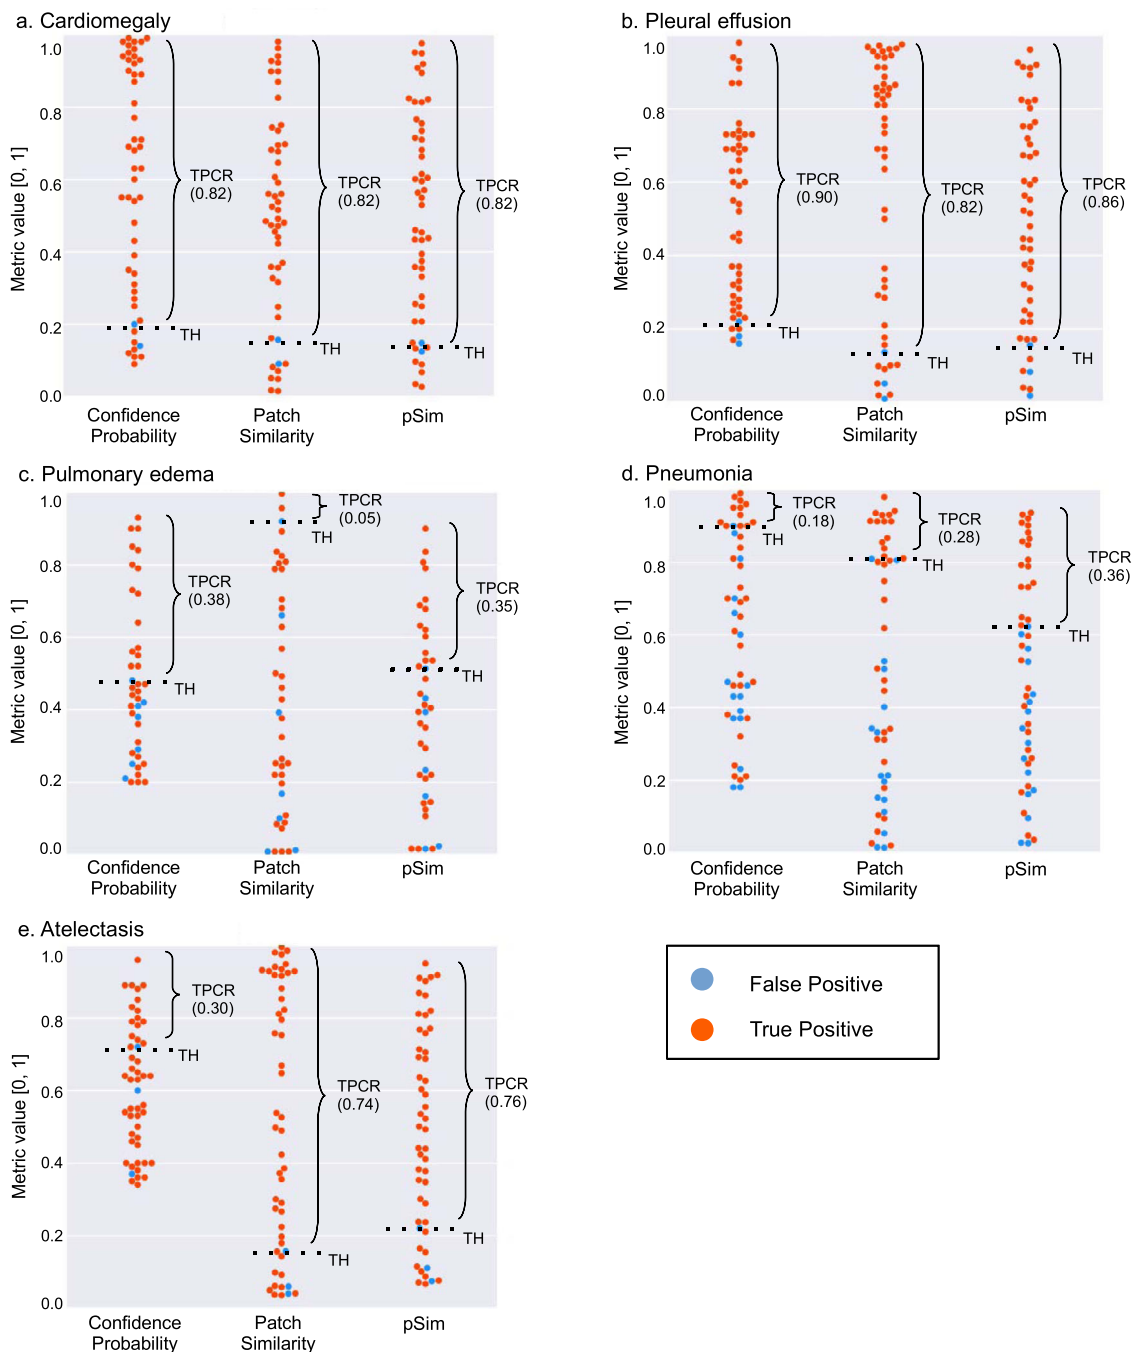 a. Cardiomegaly
Metric value [0, 1]
1.0
0.8
0.6
0.4
0.2
0.0
TPCR
(0.82)
TH
TPCR
(0.82)
TH
TPCR
(0.82)
TH
Confidence
Probability
Patch
Similarity
pSim
b. Pleural effusion
Metric value [0, 1]
1.0
0.8
0.6
0.4
0.2
0.0
TPCR
(0.90)
TH
TPCR
(0.82)
TH
TPCR
(0.86)
TH
Confidence
Probability
Patch
Similarity
pSim
c. Pulmonary edema
Metric value [0, 1]
1.0
0.8
0.6
0.4
0.2
0.0
TPCR
(0.38)
TH
TPCR
(0.05)
TH
TPCR
(0.35)
TH
Confidence
Probability
Patch
Similarity
pSim
d. Pneumonia
Metric value [0, 1]
1.0
0.8
0.6
0.4
0.2
0.0
TPCR
(0.18)
TH
TPCR
(0.28)
TH
TPCR
(0.36)
TH
Confidence
Probability
Patch
Similarity
pSim
e. Atelectasis
Metric value [0, 1]
1.0
0.8
0.6
0.4
0.2
0.0
TPCR
(0.30)
TH
TPCR
(0.74)
TH
TPCR
(0.76)
TH
Confidence
Probability
Patch
Similarity
pSim
False Positive
True Positive